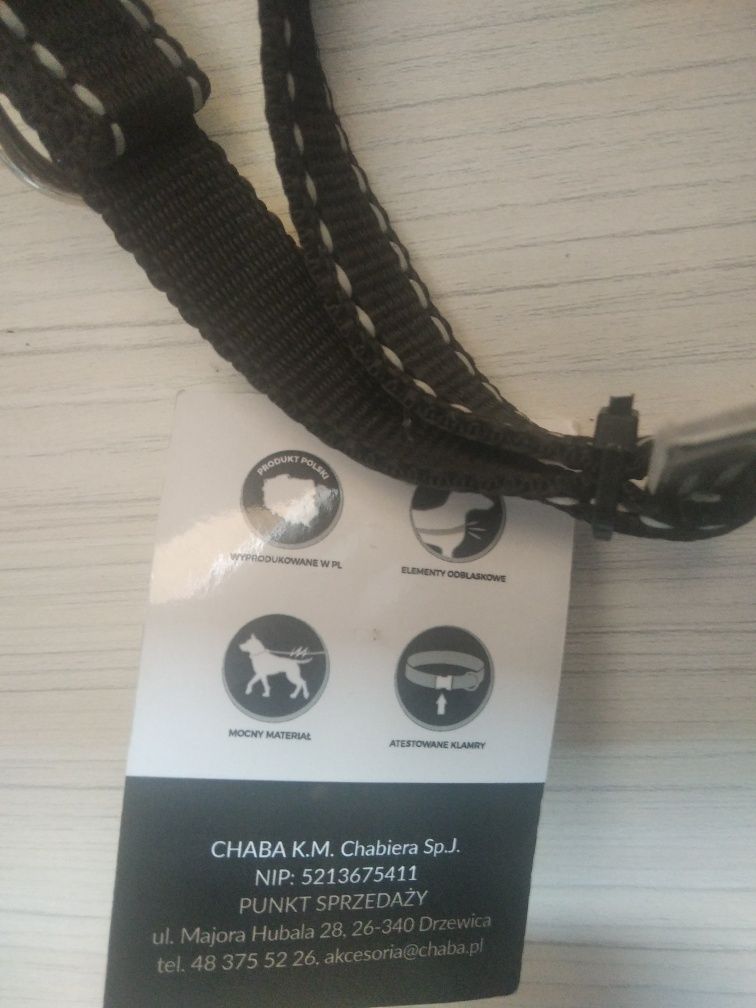 PRODUKT POLSKI
WYPRODUKOWANE W PL
ELEMENTY ODBLASKOWE
MOCNY MATERIAŁ
ATESTOWANE KLAMRY
CHABA K.M. Chabiera Sp.J.
NIP: 5213675411
PUNKT SPRZEDAŻY
ul. Majora Hubala 28, 26-340 Drzewica
tel. 48 375 52 26, akcesoria@chaba.pl